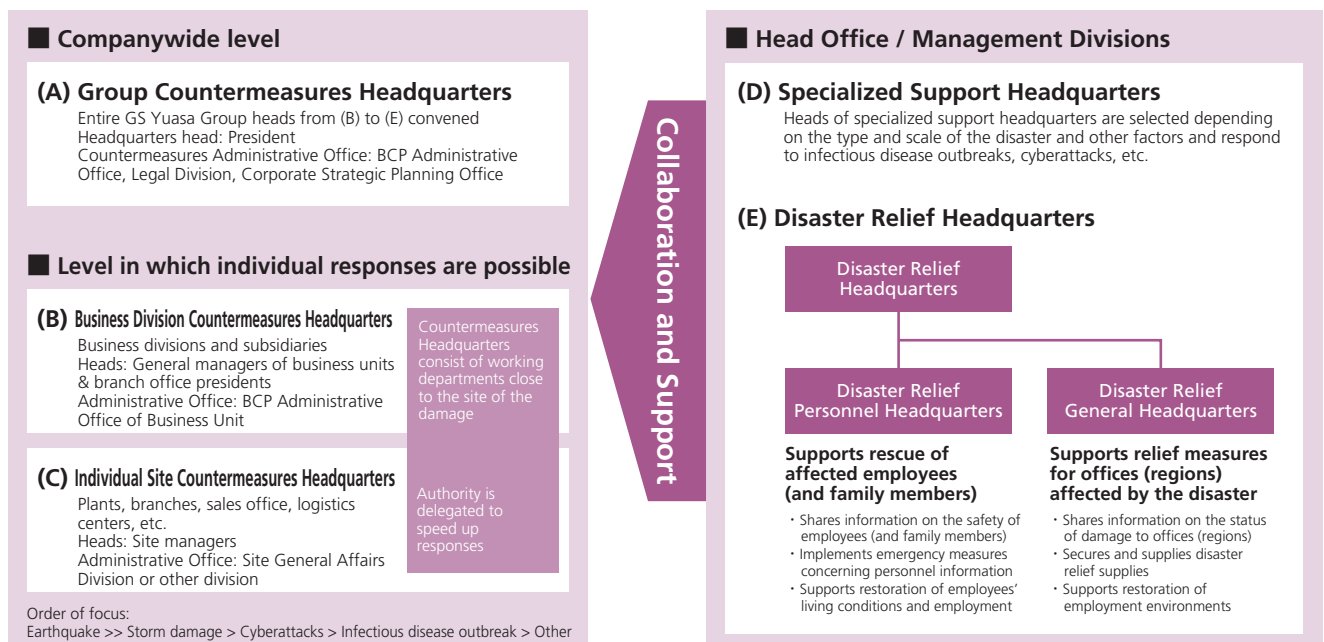 ■ Companywide level
(A) Group Countermeasures Headquarters
Entire GS Yuasa Group heads from (B) to (E) convened
Headquarters head: President
Countermeasures Administrative Office: BCP Administrative
Office, Legal Division, Corporate Strategic Planning Office
■ Level in which individual responses are possible
(B) Business Division Countermeasures Headquarters
Business divisions and subsidiaries
Heads: General managers of business units
& branch office presidents
Administrative Office: BCP Administrative
Office of Business Unit
Countermeasures
Headquarters
consist of working
departments close
to the site of the
damage
(C) Individual Site Countermeasures Headquarters
Plants, branches, sales office, logistics
centers, etc.
Heads: Site managers
Administrative Office: Site General Affairs
Division or other division
Authority is
delegated to
speed up
responses
Order of focus:
Earthquake >> Storm damage > Cyberattacks > Infectious disease outbreak > Other
Collaboration and Support
■ Head Office / Management Divisions
(D) Specialized Support Headquarters
Heads of specialized support headquarters are selected depending
on the type and scale of the disaster and other factors and respond
to infectious disease outbreaks, cyberattacks, etc.
(E) Disaster Relief Headquarters
Disaster Relief
Headquarters
Disaster Relief
Personnel Headquarters
Supports rescue of
affected employees
(and family members)
・Shares information on the safety of
employees (and family members)
・Implements emergency measures
concerning personnel information
・Supports restoration of employees’
living conditions and employment
Disaster Relief
General Headquarters
Supports relief measures
for offices (regions)
affected by the disaster
・Shares information on the status
of damage to offices (regions)
・Secures and supplies disaster
relief supplies
・Supports restoration of
employment environments